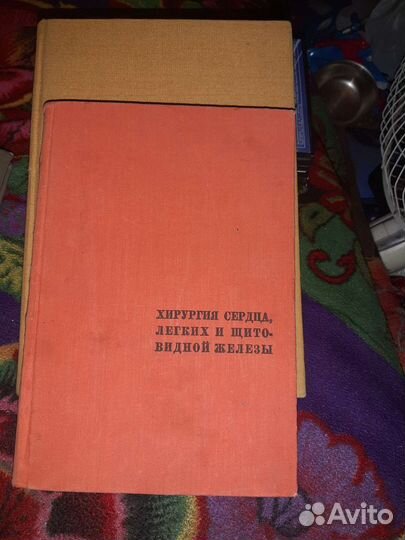 ХИРУРГИЯ СЕРДЦА,
ЛЕГКИХ И ЩИТО-
ВИДНОЙ ЖЕЛЕЗЫ
Avito